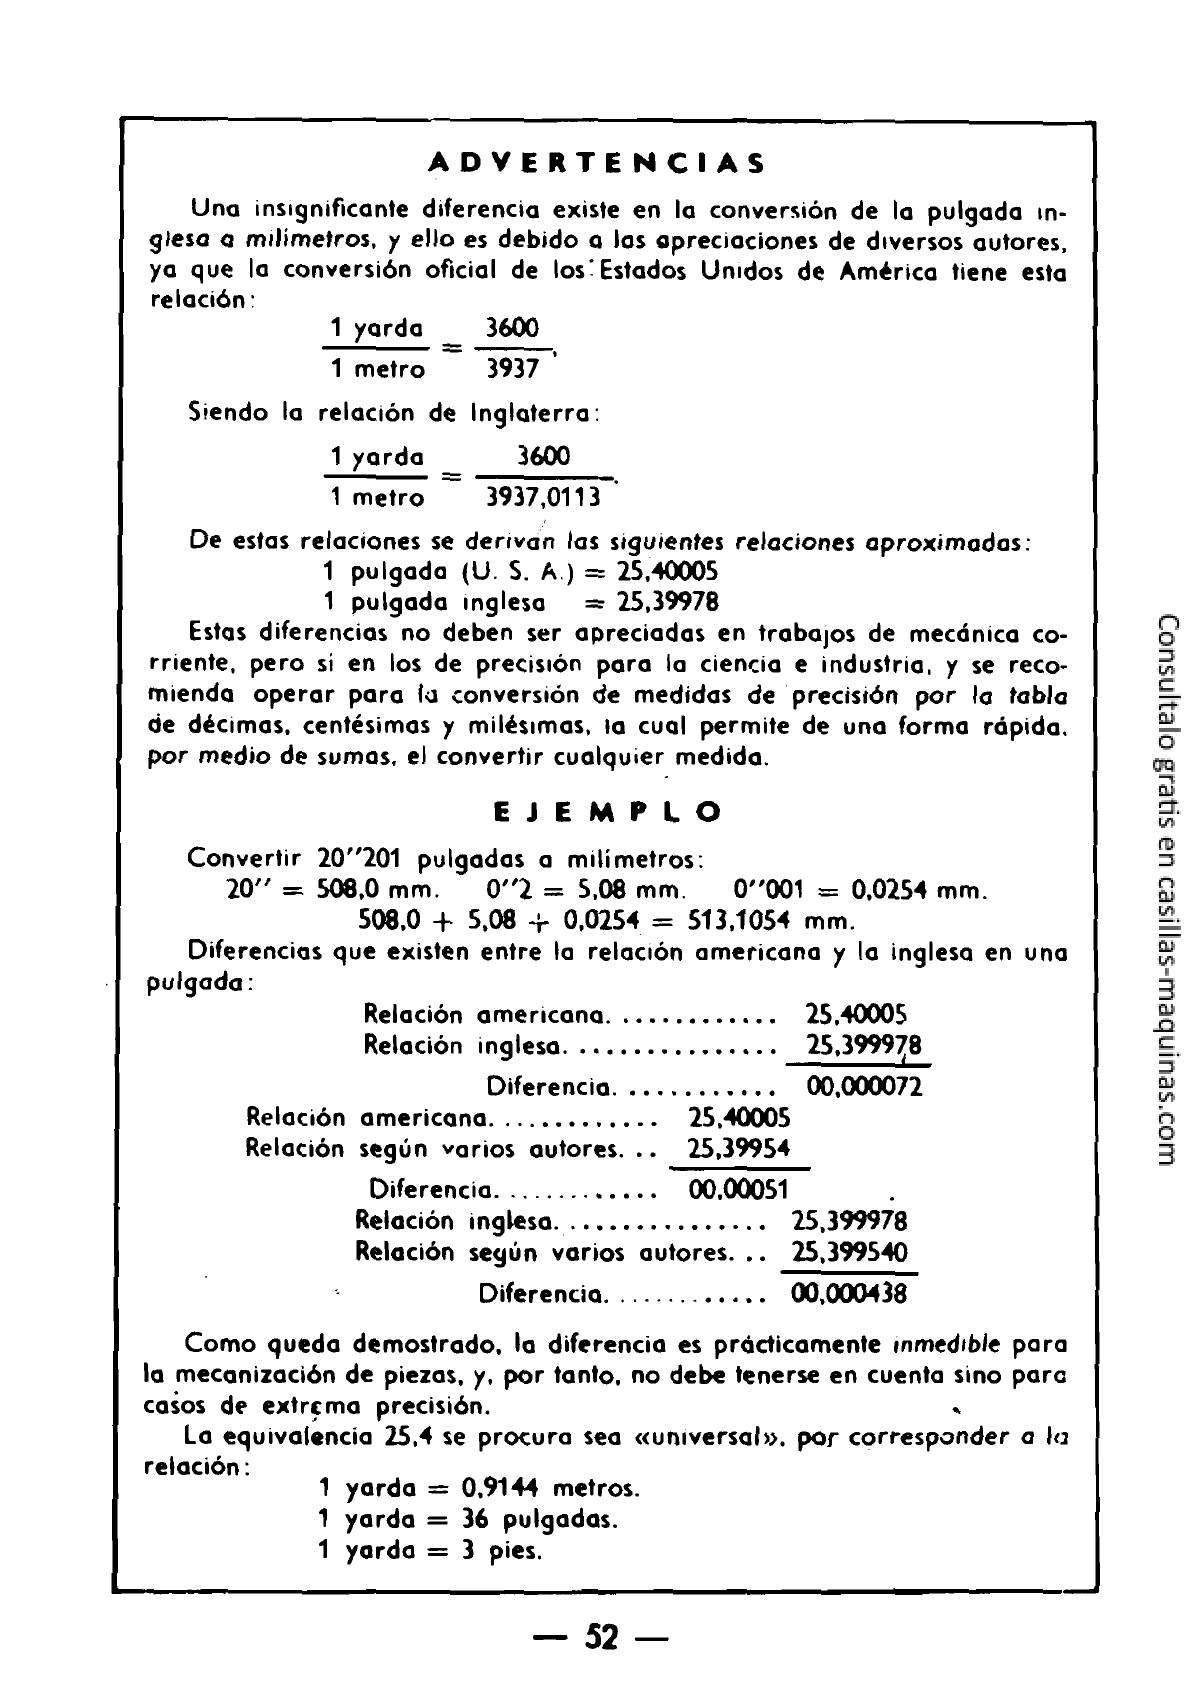 ADVERTENCIAS
Una insignificante diferencia existe en la conversión de la pulgada in-
glesa a milímetros, y ello es debido a las apreciaciones de diversos autores,
ya que la conversión oficial de los Estados Unidos de América tiene esta
relación:
1 yarda = 3600
1 metro 3937 .
Siendo la relación de Inglaterra:
1 yarda = 3600
1 metro 3937,0113 .
De estas relaciones se derivan las siguientes relaciones aproximadas:
1 pulgada (U. S. A.) = 25,40005
1 pulgada inglesa = 25,39978
Estas diferencias no deben ser apreciadas en trabajos de mecánica co-
rriente, pero sí en los de precisión para la ciencia e industria, y se reco-
mienda operar para la conversión de medidas de precisión por la tabla
de décimas, centésimas y milésimas, la cual permite de una forma rápida,
por medio de sumas, el convertir cualquier medida.
EJEMPLO
Convertir 20''201 pulgadas a milímetros:
20'' = 508,0 mm. 0''2 = 5,08 mm. 0''001 = 0,0254 mm.
508,0 + 5,08 + 0,0254 = 513,1054 mm.
Diferencias que existen entre la relación americana y la inglesa en una
pulgada:
Relación americana. ............ 25,40005
Relación inglesa. ............... 25,399978
Diferencia. ........... 00,000072
Relación americana. ............ 25,40005
Relación según varios autores. .. 25,39954
Diferencia. ............ 00,00051
Relación inglesa. ............... 25,399978
Relación según varios autores. .. 25,399540
Diferencia. ............ 00,000438
Como queda demostrado, la diferencia es prácticamente inmedible para
la mecanización de piezas, y, por tanto, no debe tenerse en cuenta sino para
casos de extrema precisión.
La equivalencia 25,4 se procura sea «universal», por corresponder a la
relación:
1 yarda = 0,9144 metros.
1 yarda = 36 pulgadas.
1 yarda = 3 pies.
— 52 —
Consultalo gratis en casillas-maquinas.com